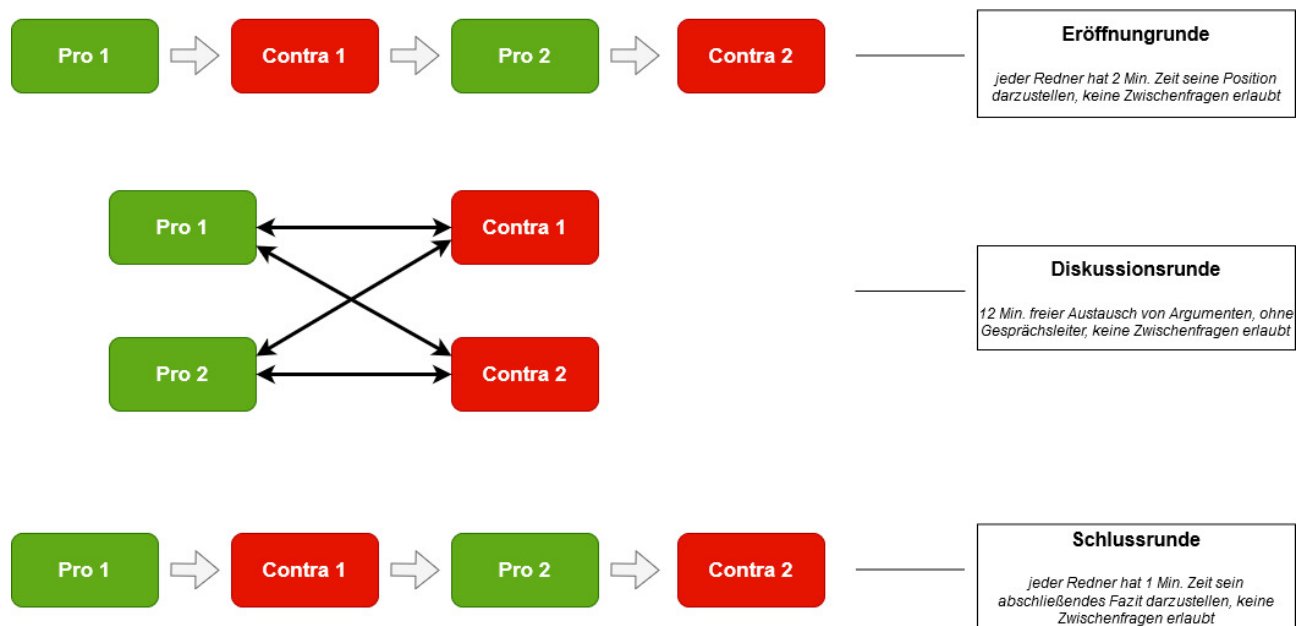 Pro 1
Contra 1
Pro 2
Contra 2
Eröffnungrunde
jeder Redner hat 2 Min. Zeit seine Position
darzustellen, keine Zwischenfragen erlaubt
Pro 1
Contra 1
Pro 2
Contra 2
Diskussionsrunde
12 Min. freier Austausch von Argumenten, ohne
Gesprächsleiter, keine Zwischenfragen erlaubt
Pro 1
Contra 1
Pro 2
Contra 2
Schlussrunde
jeder Redner hat 1 Min. Zeit sein
abschließendes Fazit darzustellen, keine
Zwischenfragen erlaubt